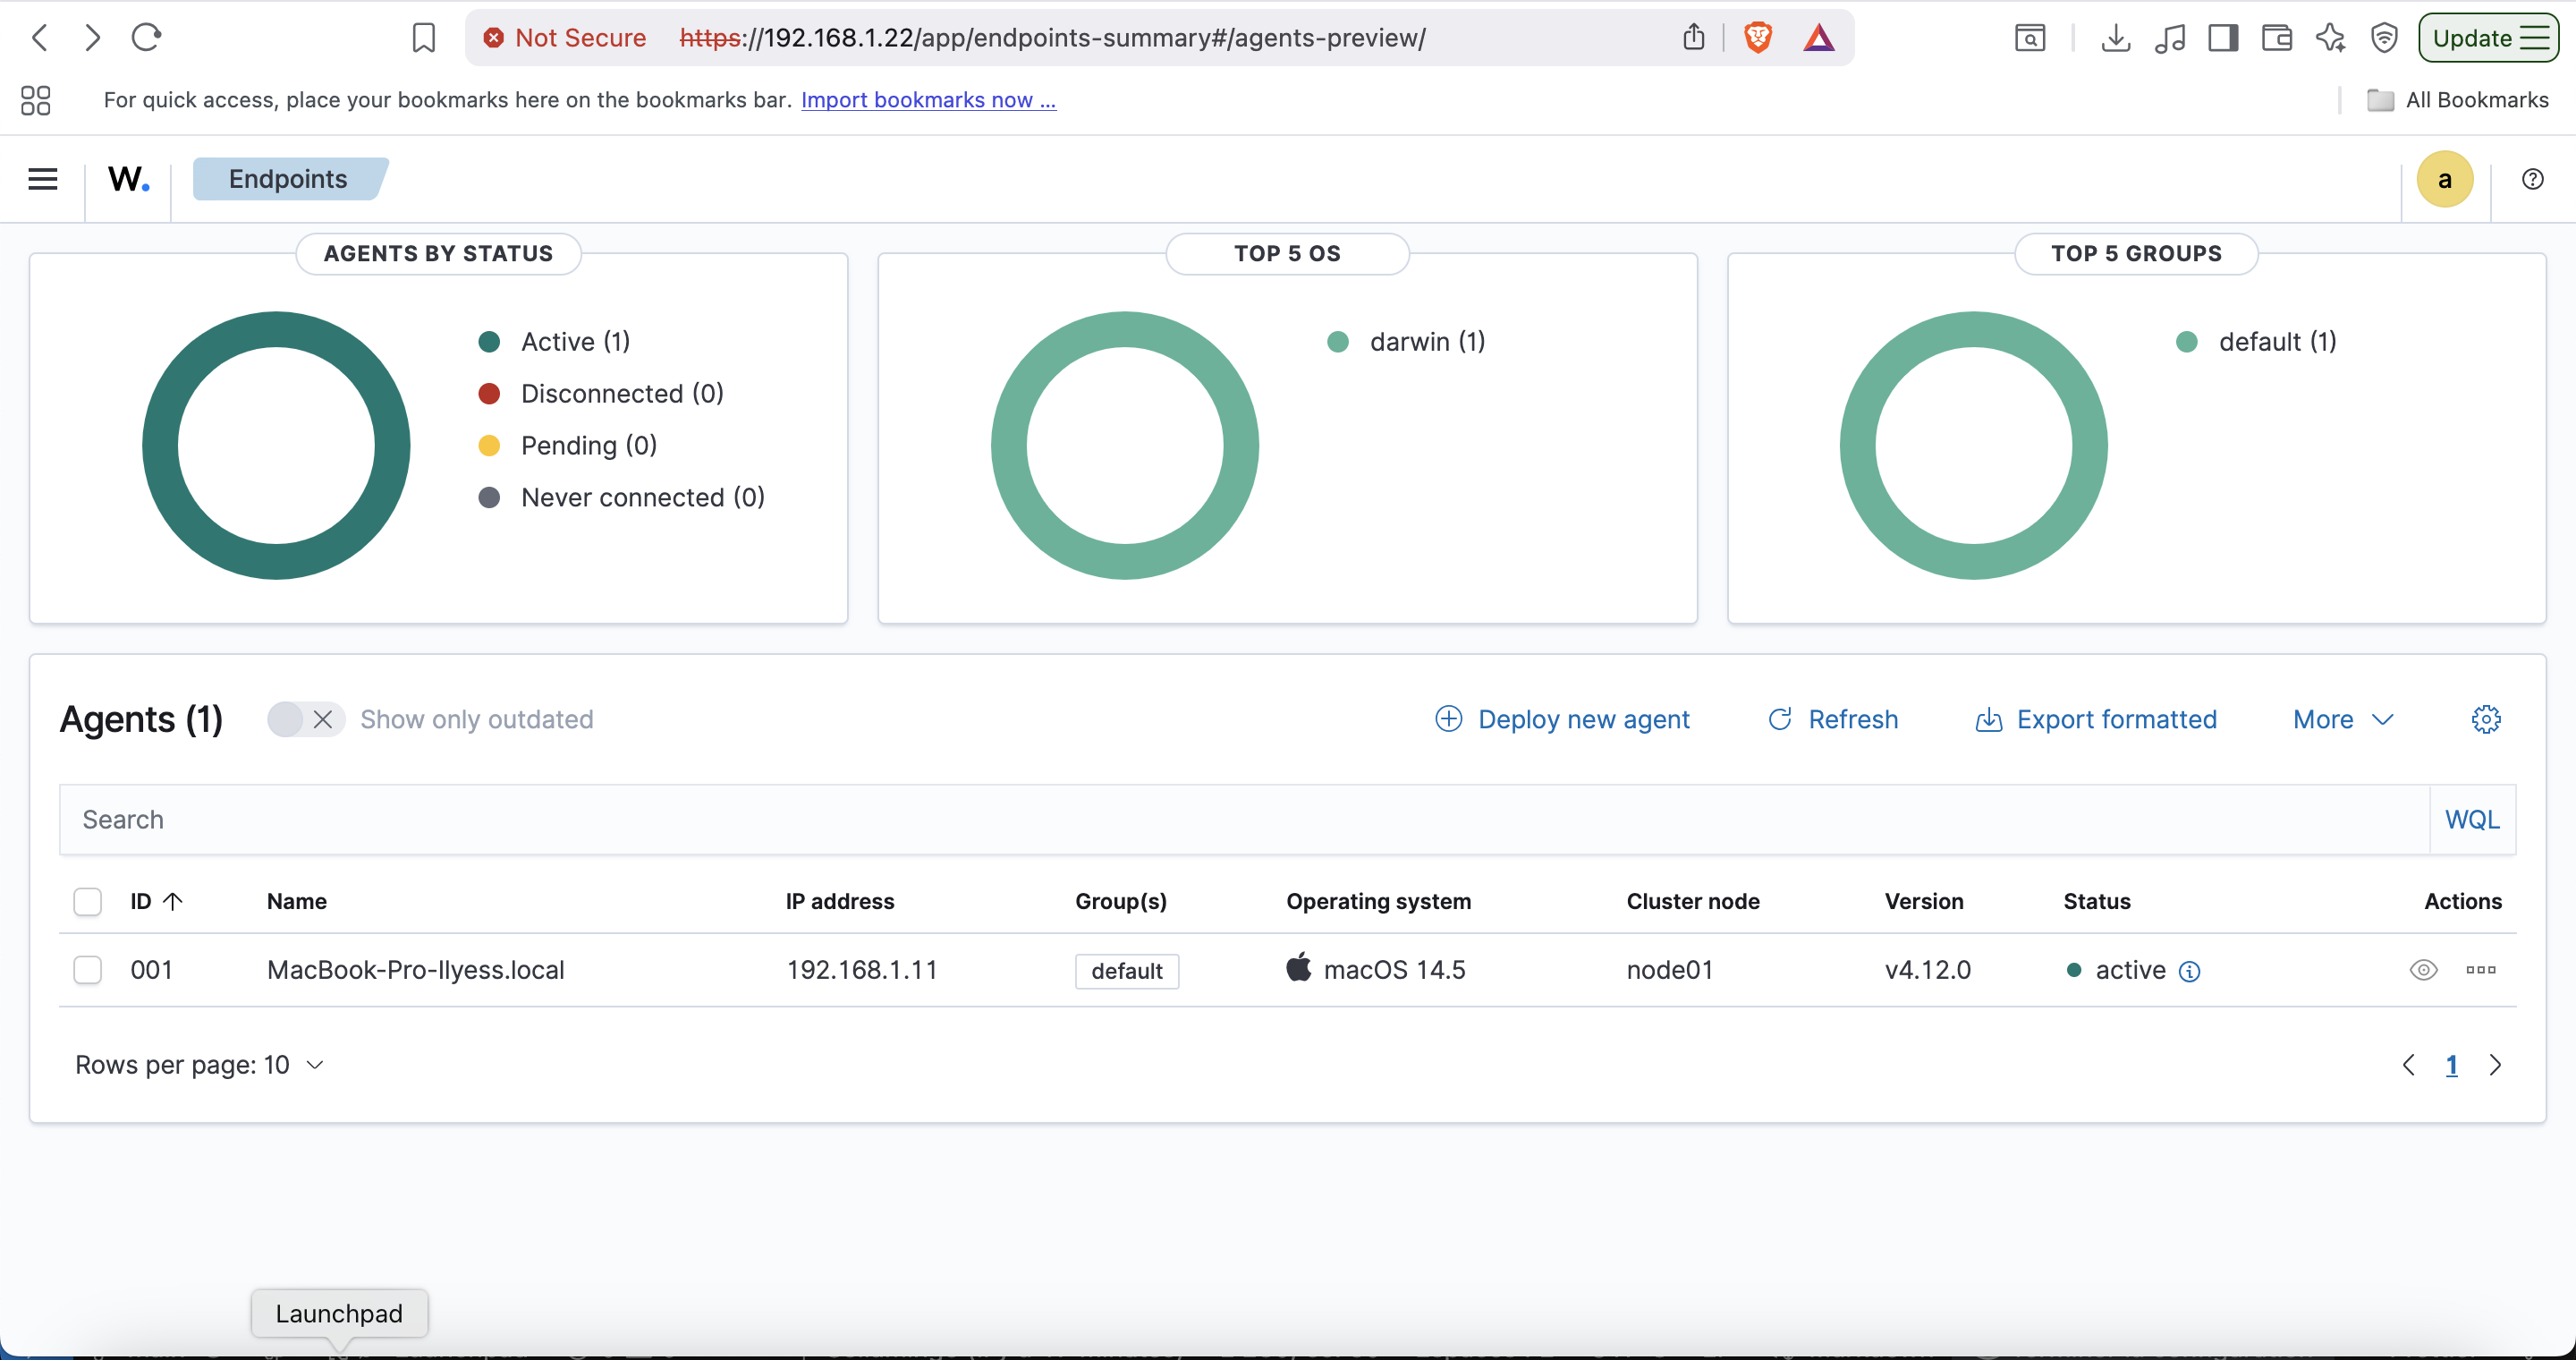 Not Secure https://192.168.1.22/app/endpoints-summary#/agents-preview/ Update
For quick access, place your bookmarks here on the bookmarks bar. Import bookmarks now ... All Bookmarks
W. Endpoints a
AGENTS BY STATUS
Active (1)
Disconnected (0)
Pending (0)
Never connected (0)
TOP 5 OS
darwin (1)
TOP 5 GROUPS
default (1)
Agents (1) Show only outdated Deploy new agent Refresh Export formatted More
Search WQL
ID Name IP address Group(s) Operating system Cluster node Version Status Actions
001 MacBook-Pro-Ilyess.local 192.168.1.11 default macOS 14.5 node01 v4.12.0 active
Rows per page: 10 1
Launchpad